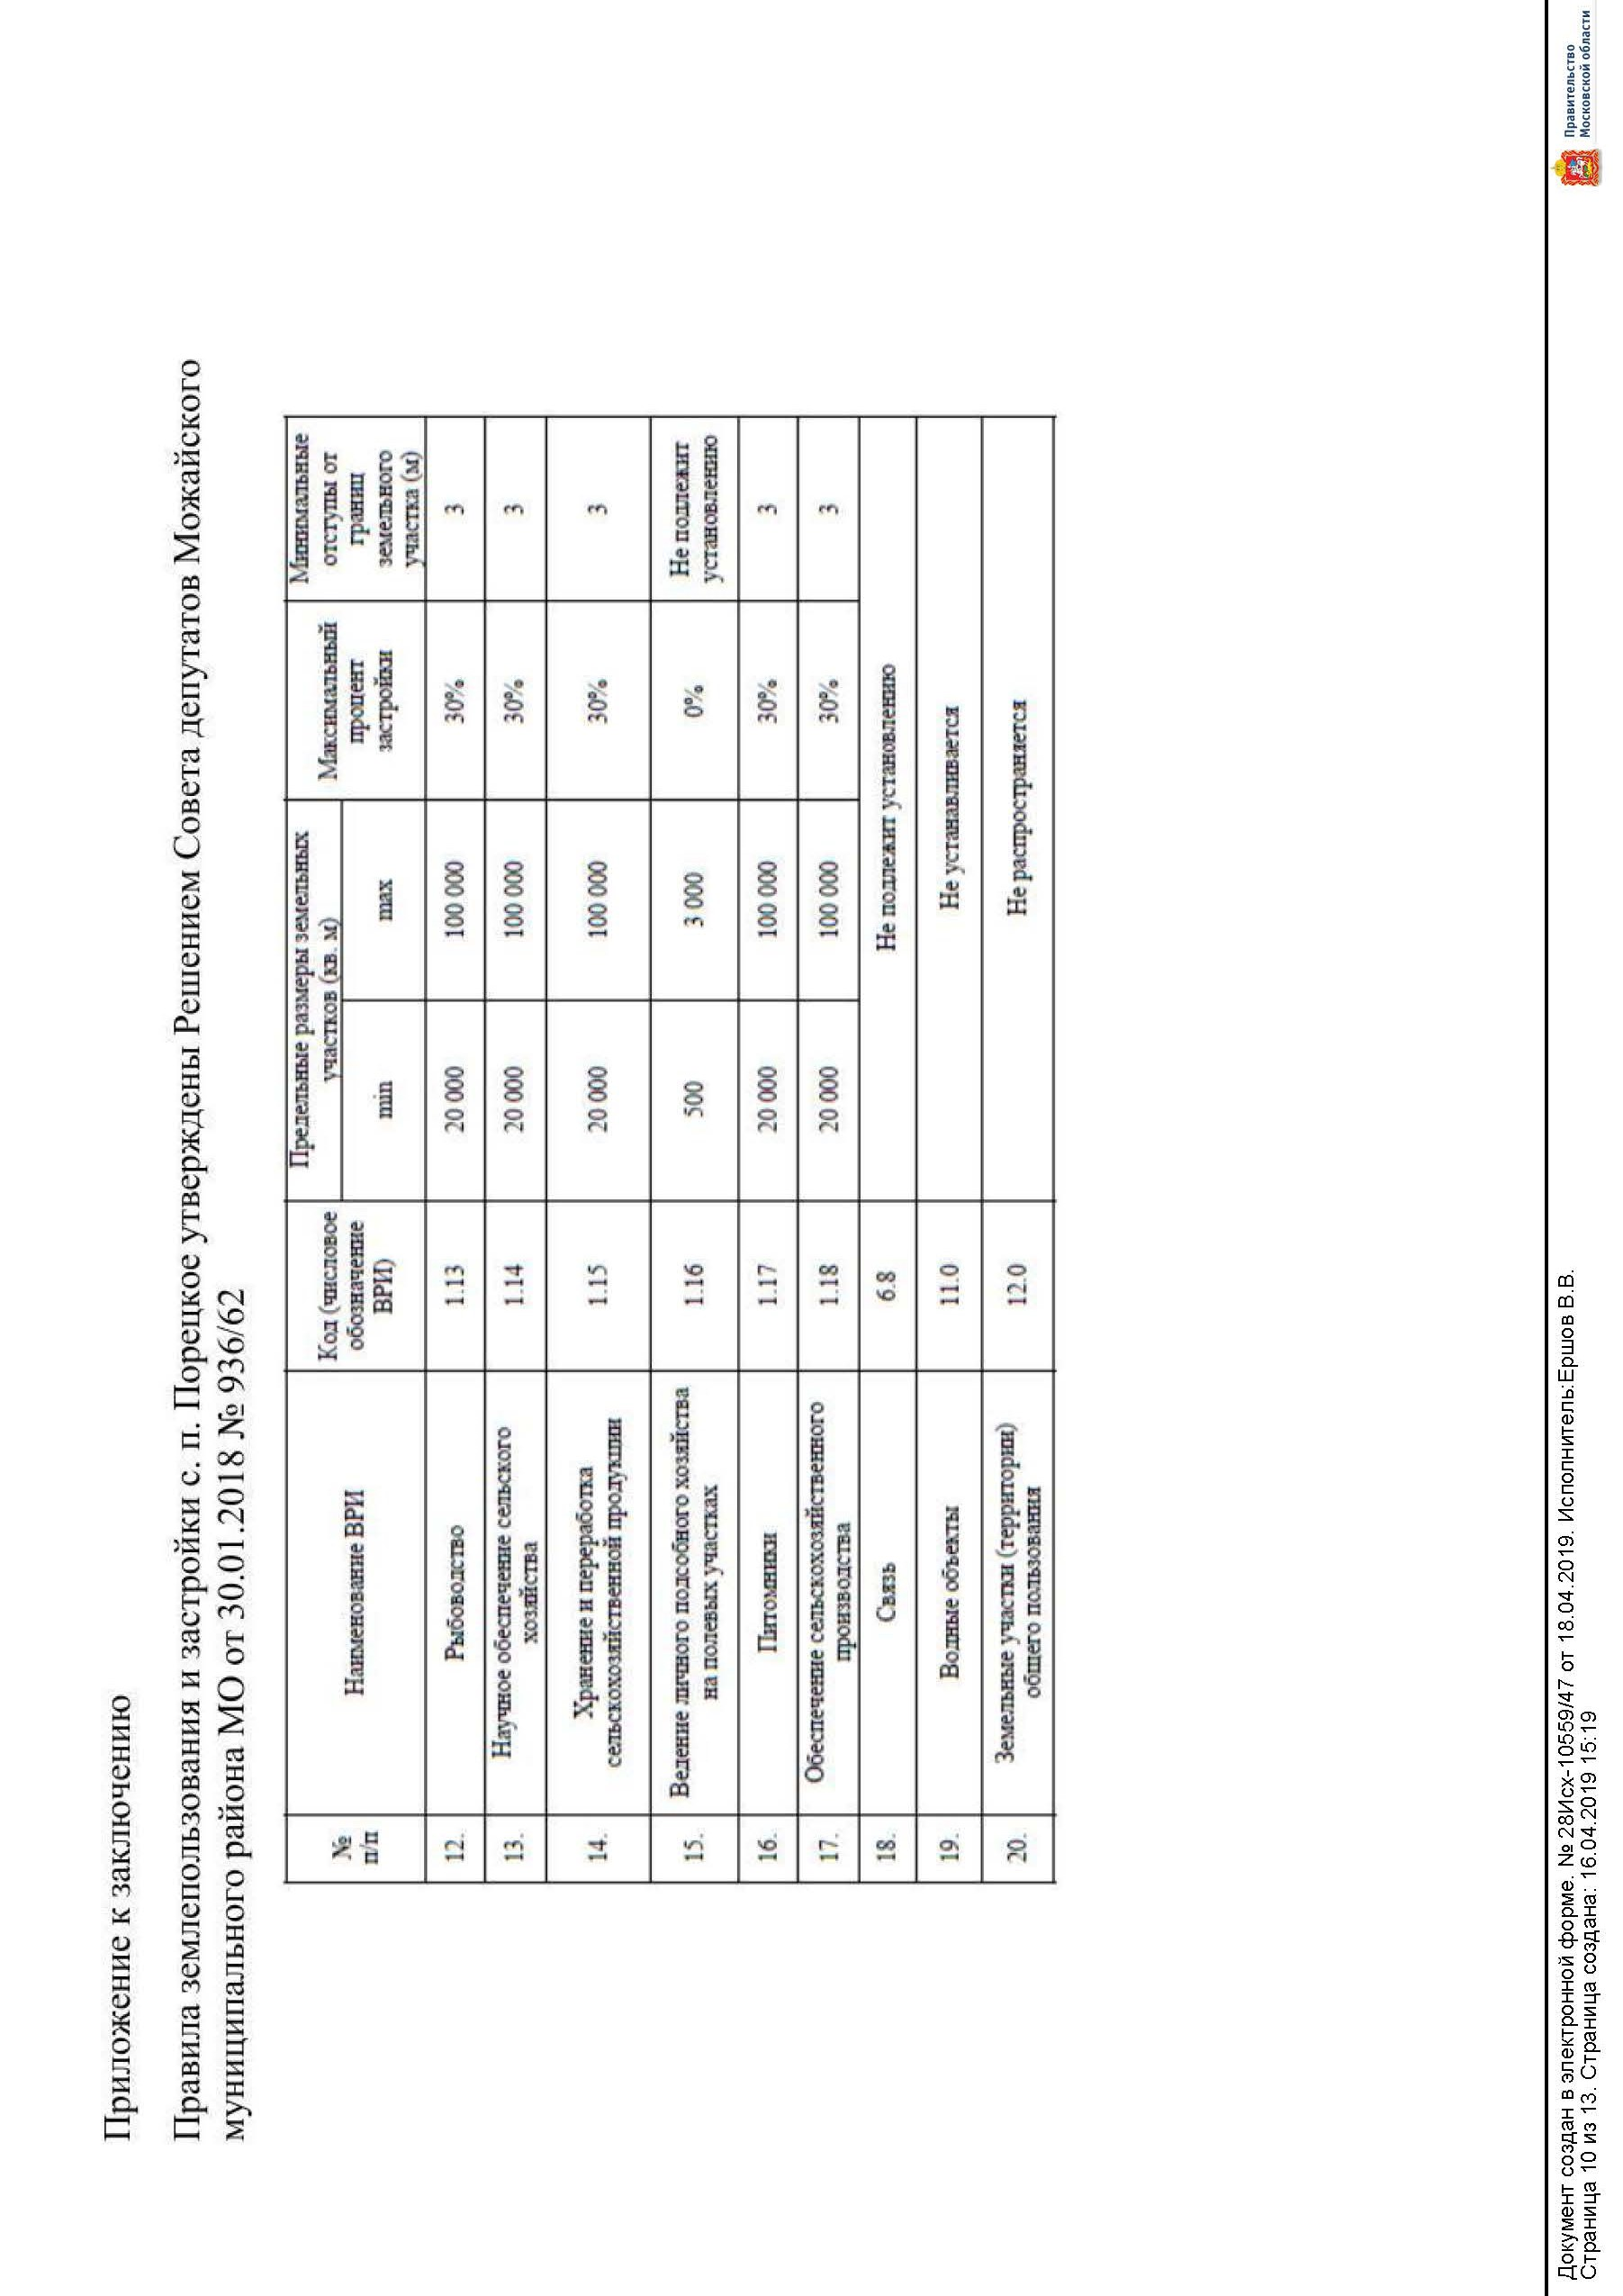 Приложение к заключению
Правила землепользования и застройки с. п. Порецкое утверждены Решением Совета депутатов Можайского
муниципального района МО от 30.01.2018 № 936/62
№
п/п
Наименование ВРИ
Код (числовое
обозначение
ВРИ)
Предельные размеры земельных
участков (кв. м)
min
max
Максимальный
процент
застройки
Минимальные
отступы от
границ
земельного
участка (м)
12. Рыбоводство 1.13 20 000 100 000 30% 3
13. Научное обеспечение сельского
хозяйства 1.14 20 000 100 000 30% 3
14. Хранение и переработка
сельскохозяйственной продукции 1.15 20 000 100 000 30% 3
15. Ведение личного подсобного хозяйства
на полевых участках 1.16 500 3 000 0% Не подлежит
установлению
16. Питомники 1.17 20 000 100 000 30% 3
17. Обеспечение сельскохозяйственного
производства 1.18 20 000 100 000 30% 3
18. Связь 6.8 Не подлежит установлению
19. Водные объекты 11.0 Не устанавливается
20. Земельные участки (территории)
общего пользования 12.0 Не распространяется
Документ создан в электронной форме. № 28Исх-10559/47 от 18.04.2019. Исполнитель:Ершов В.В.
Страница 10 из 13. Страница создана: 16.04.2019 15:19
Правительство
Московской области